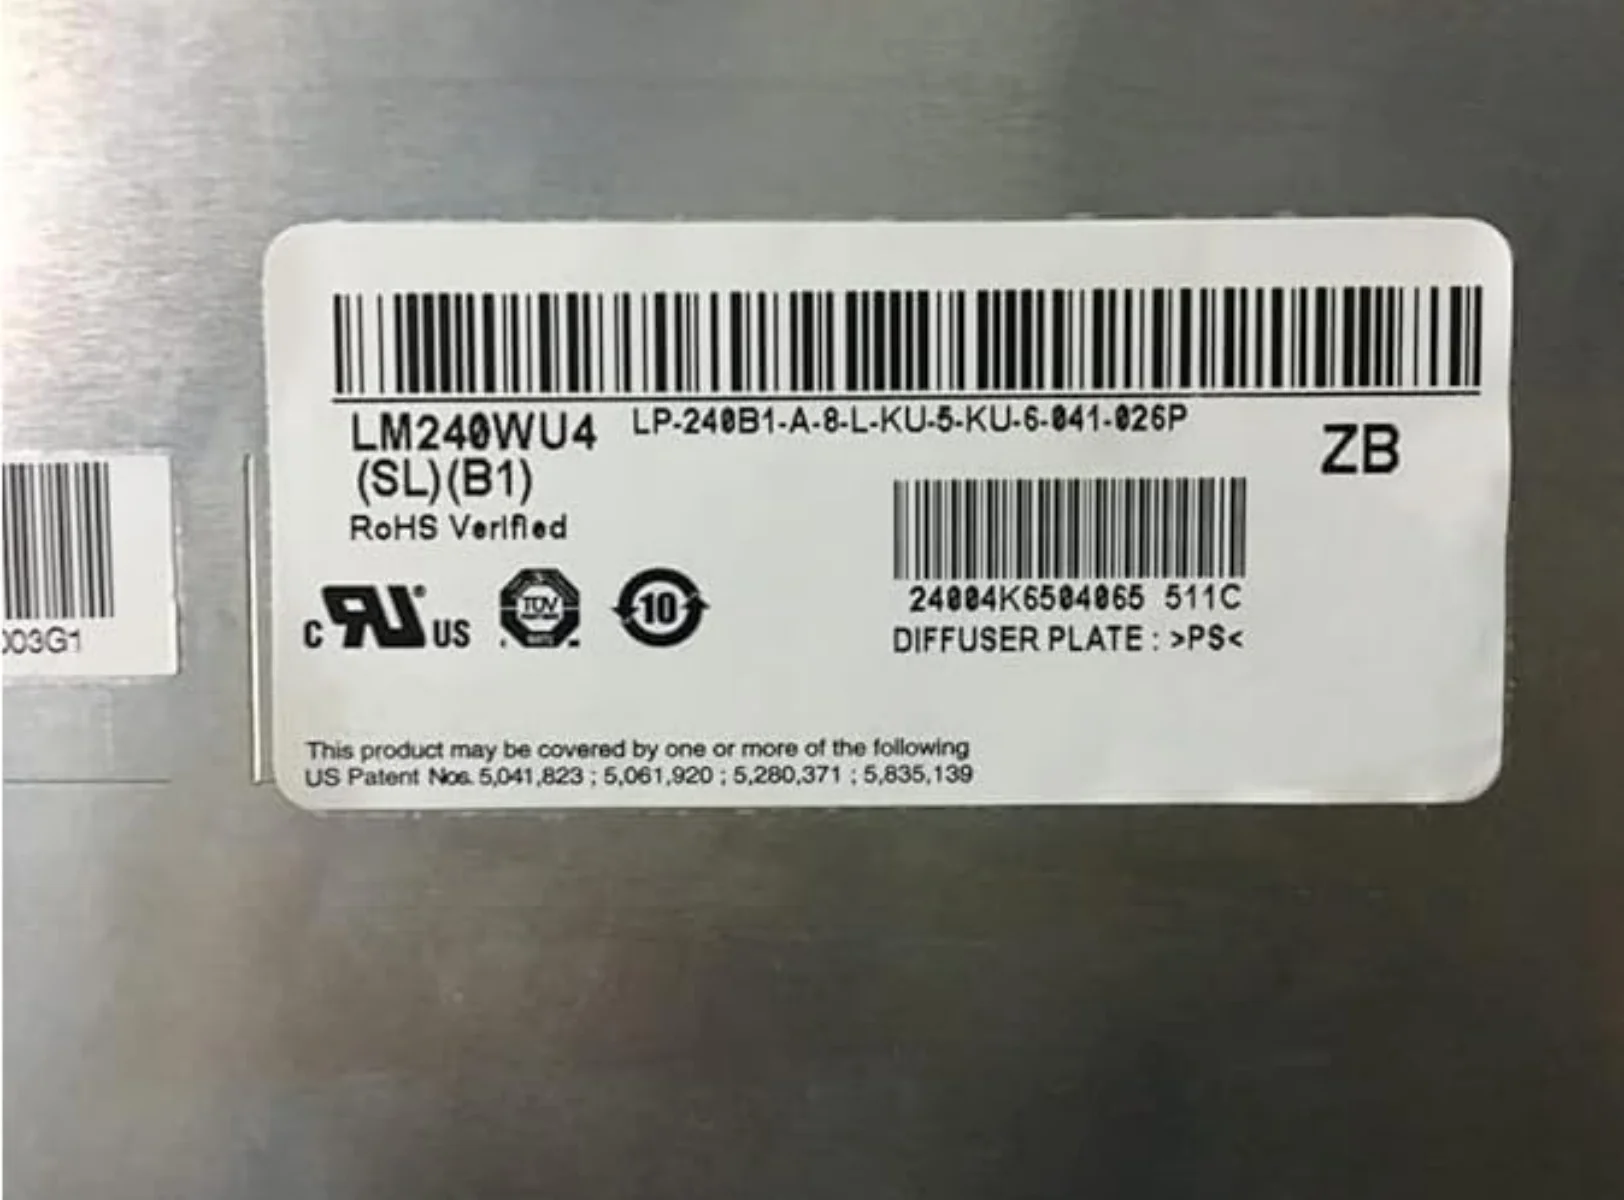 LM240WU4 LP-240B1-A-8-L-KU-5-KU-6-041-026P
(SL)(B1)
ZB
RoHS Verified
C RU® US
TÜV
10
24004K6504065 511C
DIFFUSER PLATE : >PS<
003G1
This product may be covered by one or more of the following
US Patent Nos. 5,041,823 ; 5,061,920 ; 5,280,371 ; 5,835,139